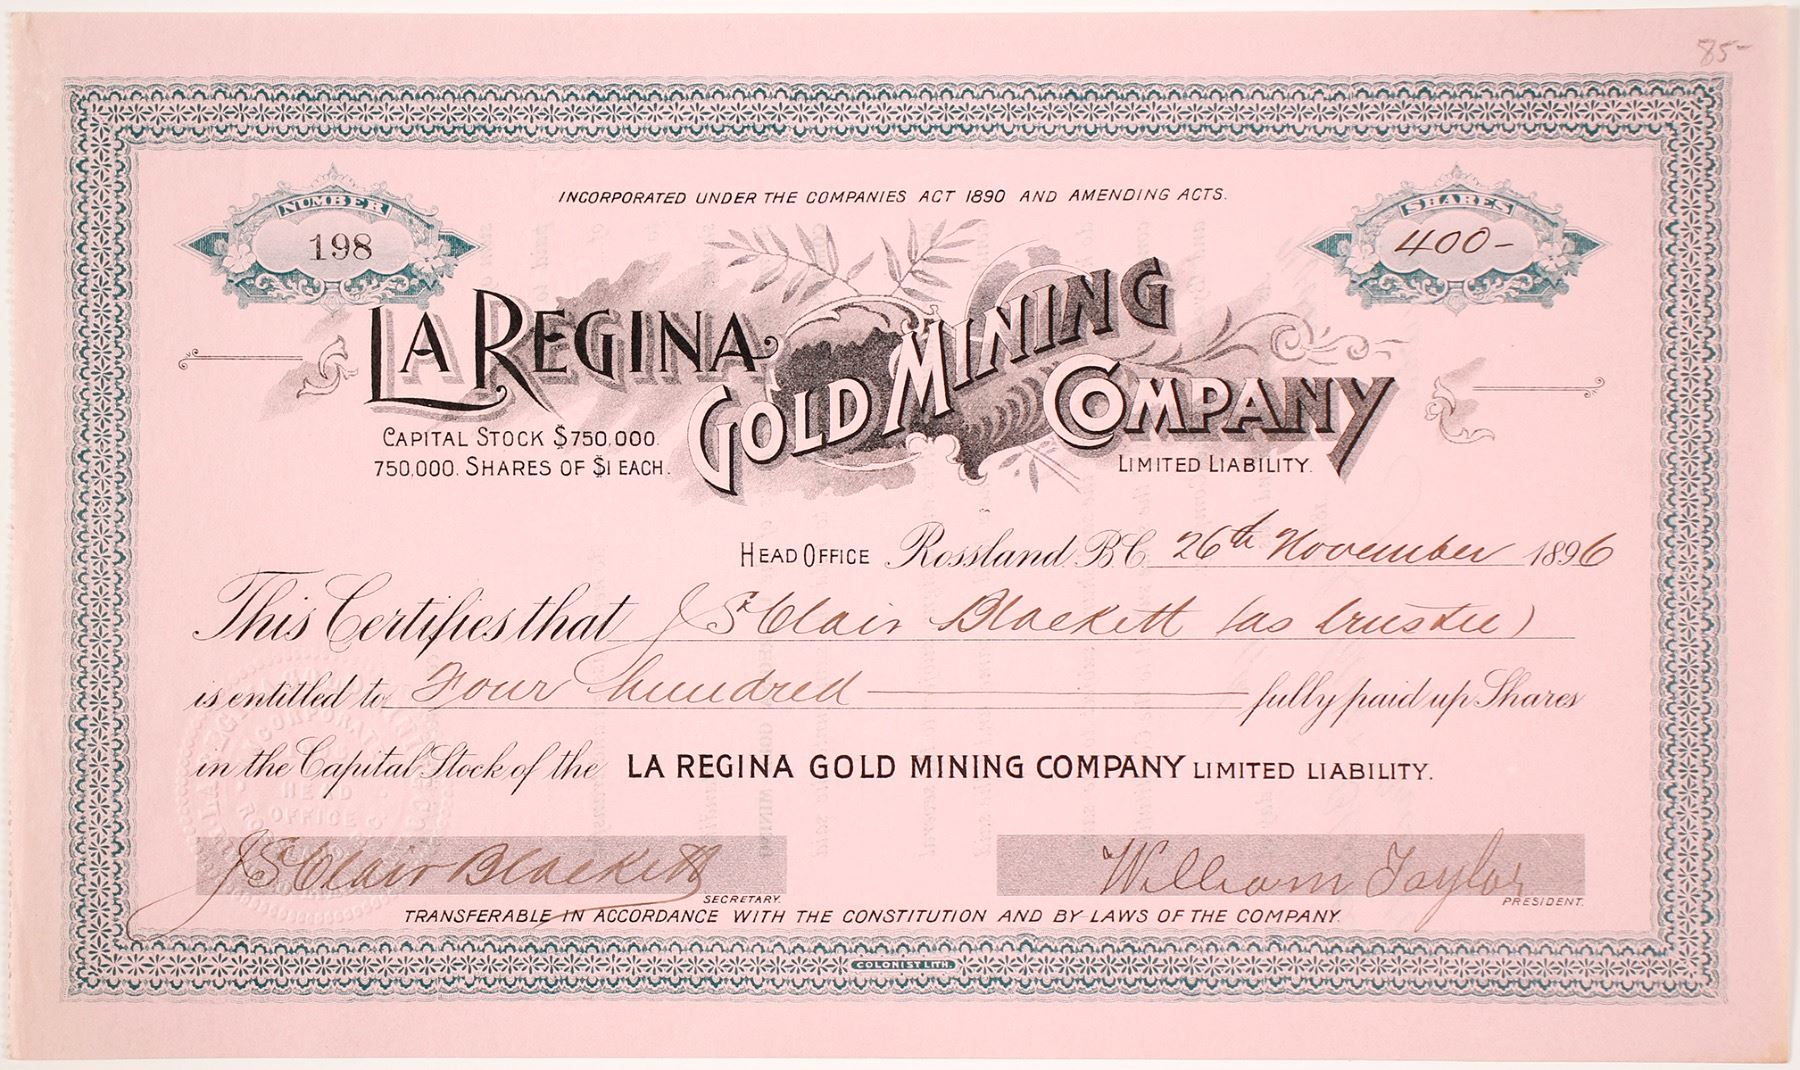 85-
INCORPORATED UNDER THE COMPANIES ACT 1890 AND AMENDING ACTS.
NUMBER
198
SHARES
400-
LA REGINA GOLD MINING COMPANY
CAPITAL STOCK $750,000.
750,000. SHARES OF $1 EACH.
LIMITED LIABILITY.
HEAD OFFICE Rossland B.C. 26th November 1896
This Certifies that J St Clair Blackett (as trustee)
is entitled to Four hundred fully paid up Shares
in the Capital Stock of the LA REGINA GOLD MINING COMPANY LIMITED LIABILITY.
J St Clair Blackett
SECRETARY.
William Taylor
PRESIDENT.
TRANSFERABLE IN ACCORDANCE WITH THE CONSTITUTION AND BY-LAWS OF THE COMPANY.
COLONIST LITH.
HEAD
OFFICE